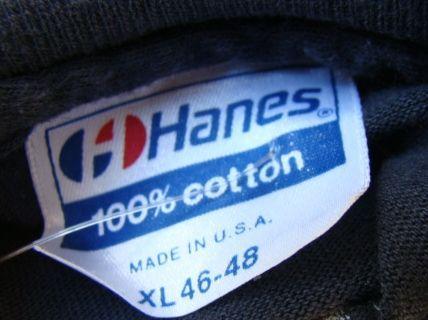 Hanes®
100% cotton
MADE IN U.S.A.
XL 46-48